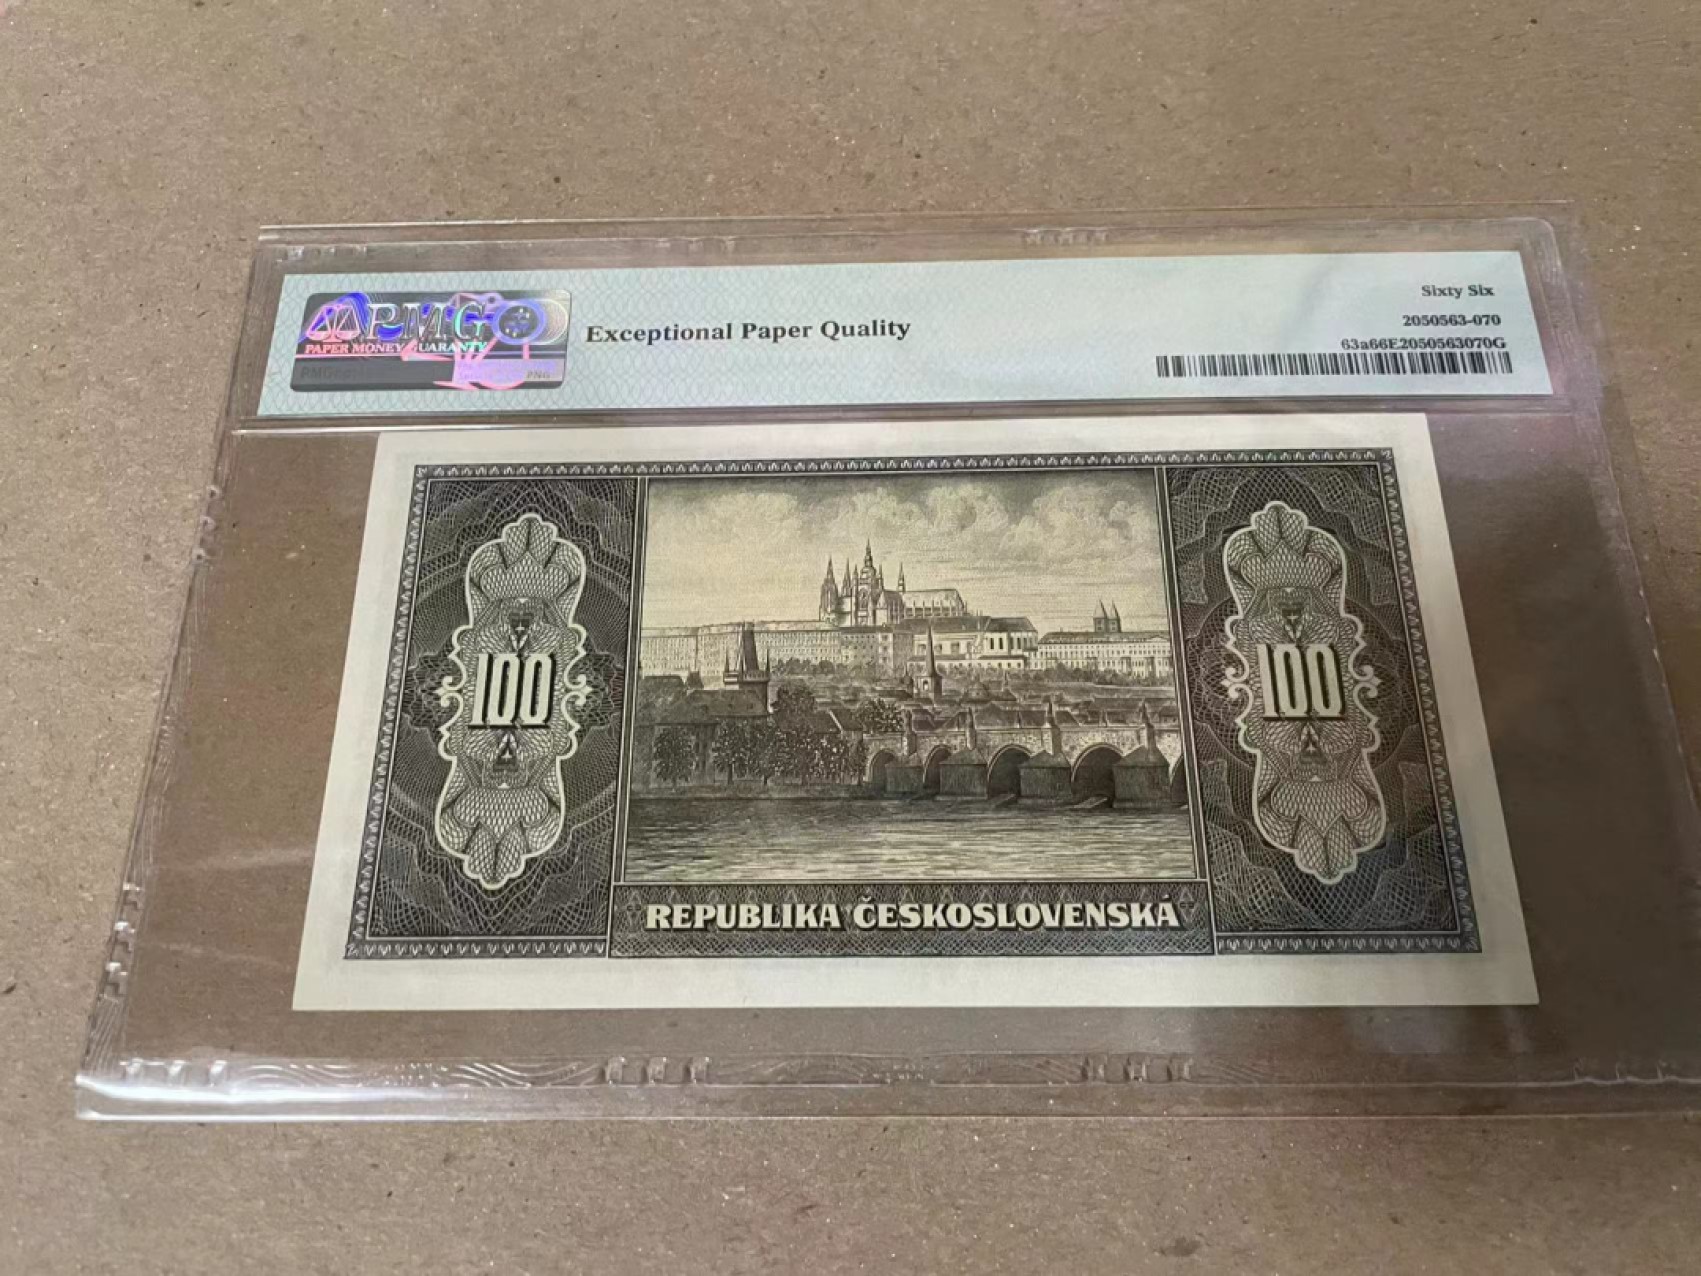 PMG
PAPER MONEY GUARANTY
Exceptional Paper Quality
Sixty Six
2050563-070
63a66E2050563070G
100
100
REPUBLIKA ČESKOSLOVENSKÁ